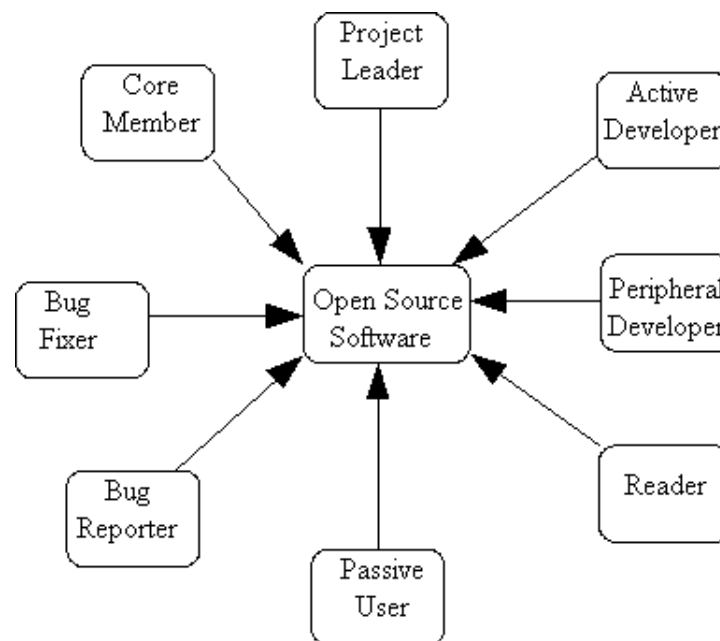 Project
Leader
Core
Member
Active
Developer
Open Source
Software
Bug
Fixer
Peripheral
Developer
Bug
Reporter
Reader
Passive
User